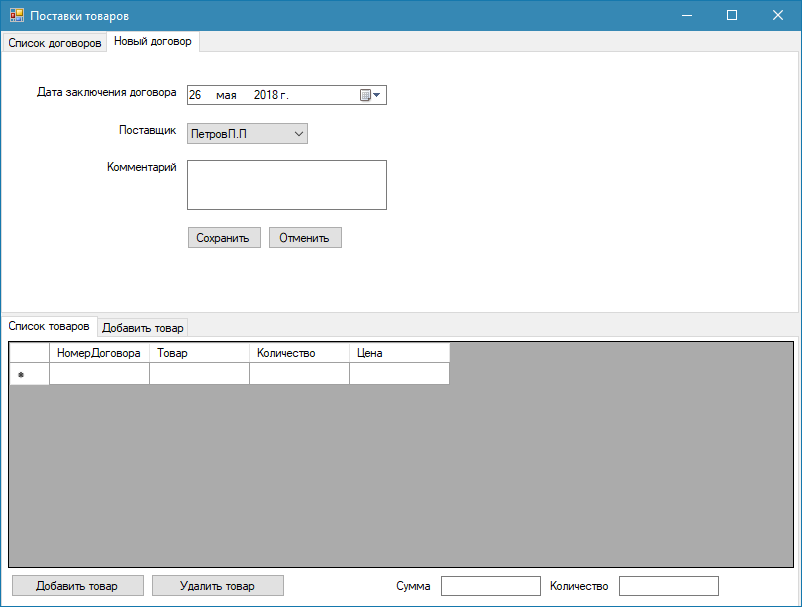 Поставки товаров
Список договоров Новый договор
Дата заключения договора 26 мая 2018 г.
Поставщик ПетровП.П
Комментарий
Сохранить Отменить
Список товаров Добавить товар
НомерДоговора Товар Количество Цена
Добавить товар Удалить товар Сумма Количество